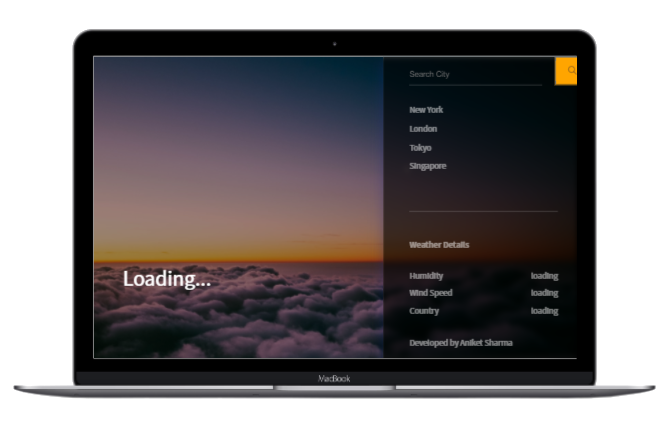 Search City
New York
London
Tokyo
Singapore
Weather Details
Loading...
Humidity loading
Wind Speed loading
Country loading
Developed by Aniket Sharma
MacBook